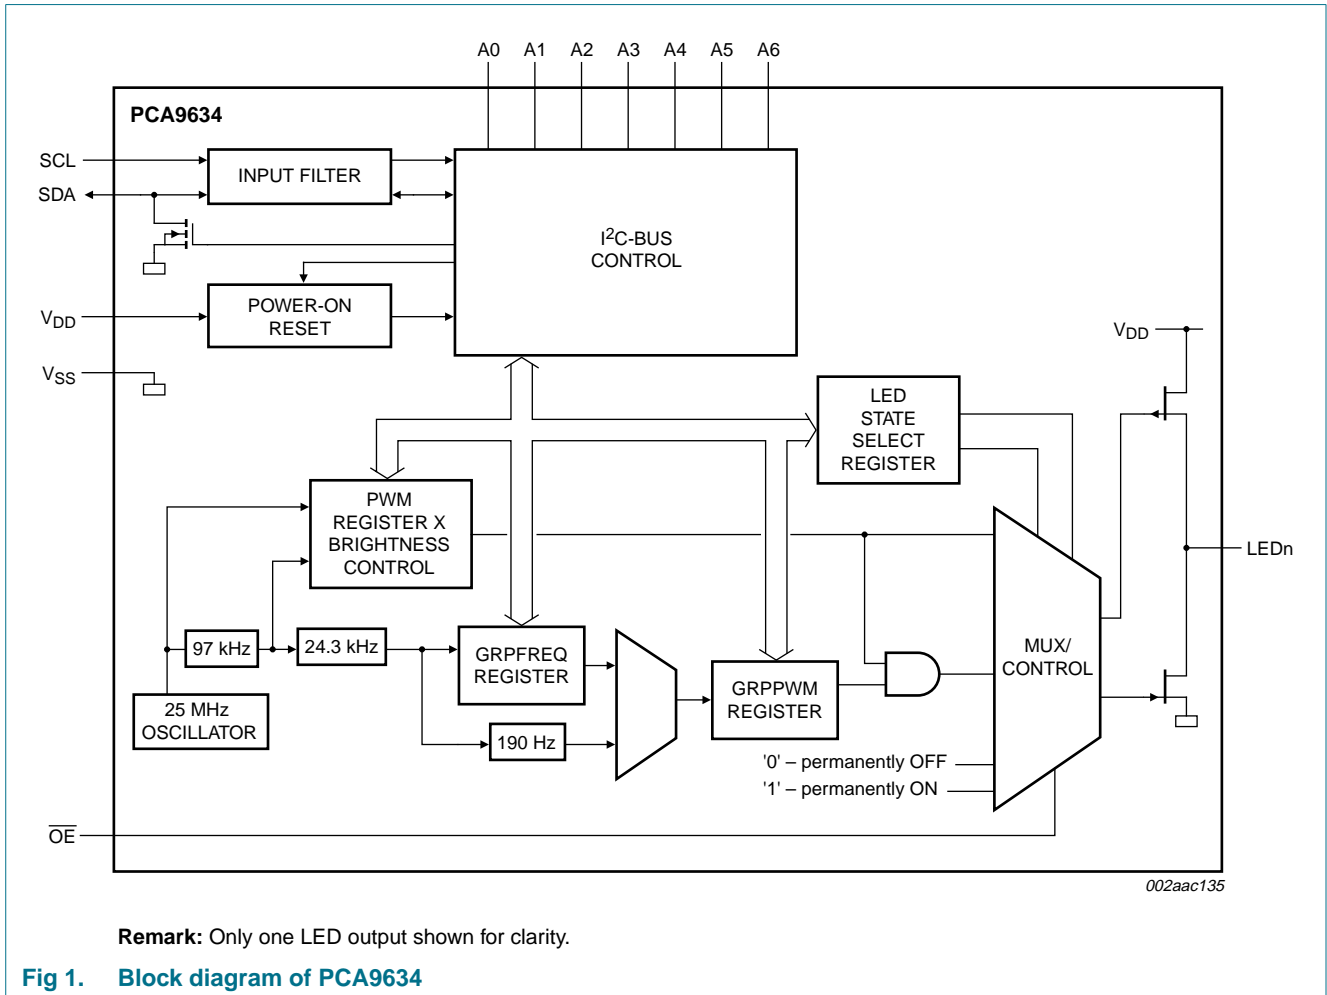 A0 A1 A2 A3 A4 A5 A6
PCA9634
SCL
SDA
INPUT FILTER
I2C-BUS
CONTROL
POWER-ON
RESET
VDD
VSS
VDD
LED
STATE
SELECT
REGISTER
PWM
REGISTER X
BRIGHTNESS
CONTROL
LEDn
97 kHz
24.3 kHz
GRPFREQ
REGISTER
MUX/
CONTROL
GRPPWM
REGISTER
25 MHz
OSCILLATOR
190 Hz
'0' – permanently OFF
'1' – permanently ON
OE
002aac135
Remark: Only one LED output shown for clarity.
Fig 1. Block diagram of PCA9634